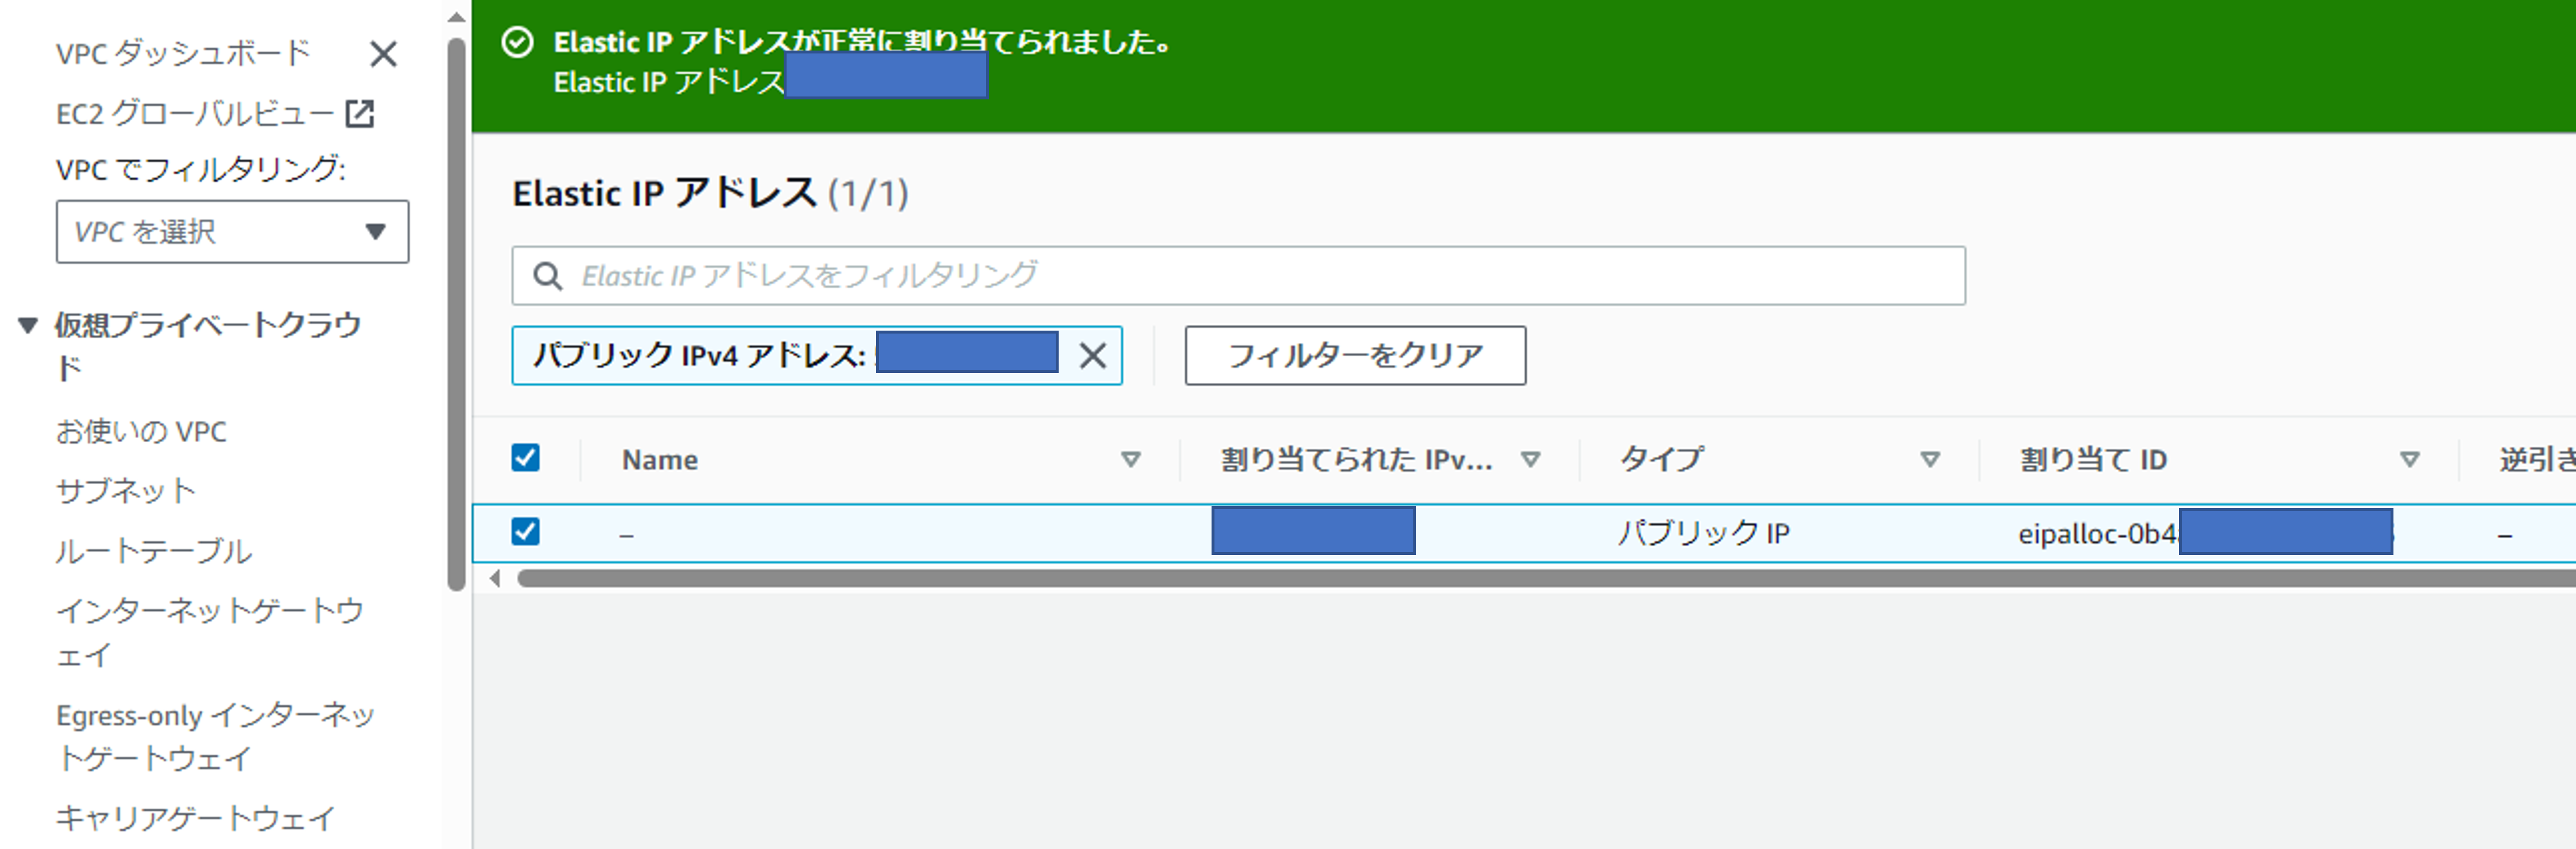 VPC ダッシュボード
EC2 グローバルビュー
VPC でフィルタリング:
VPC を選択
仮想プライベートクラウ
ド
お使いの VPC
サブネット
ルートテーブル
インターネットゲートウ
ェイ
Egress-only インターネッ
トゲートウェイ
キャリアゲートウェイ
Elastic IP アドレスが正常に割り当てられました。
Elastic IP アドレス
Elastic IP アドレス (1/1)
Elastic IP アドレスをフィルタリング
パブリック IPv4 アドレス:
フィルターをクリア
Name 割り当てられた IPv... タイプ 割り当て ID 逆引き
– パブリック IP eipalloc-0b4 –